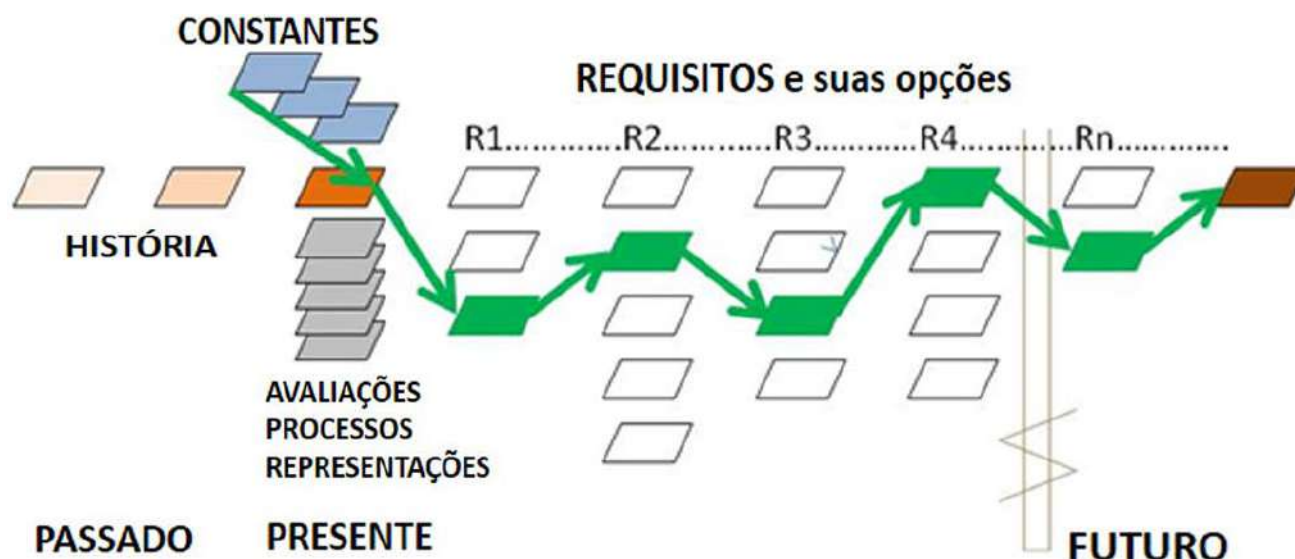 CONSTANTES
REQUISITOS e suas opções
R1.............R2.............R3............R4.............Rn..............
HISTÓRIA
AVALIAÇÕES
PROCESSOS
REPRESENTAÇÕES
PASSADO PRESENTE FUTURO